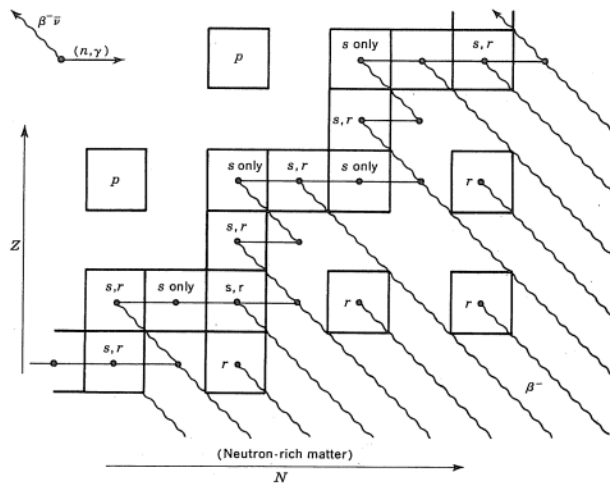 β⁻ ν̄
(n,γ)
p
s only
s, r
s, r
p
s only
s, r
s only
r
s, r
Z
s,r
s only
s, r
r
r
s, r
r
β⁻
(Neutron-rich matter)
N